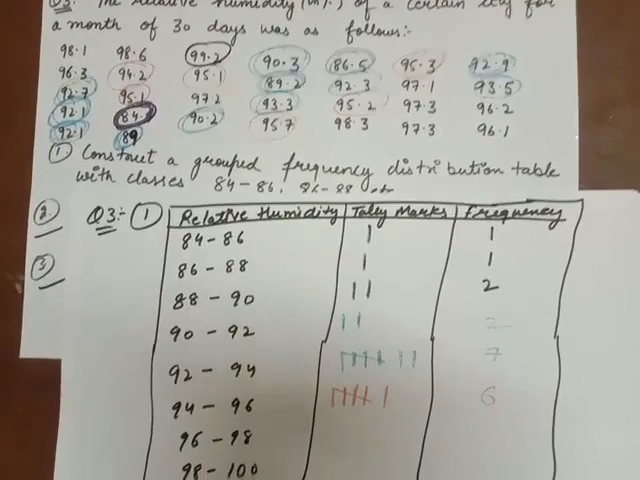 Q3: The Relative Humidity (in %) of a certain city for
a month of 30 days was as follows:-
98.1 98.6 99.2 90.3 86.5 95.3 92.9
96.3 94.2 95.1 89.2 92.3 97.1 93.5
92.7 95.1 97.2 93.3 95.2 97.3 96.2
92.1 84. 90.2 95.7 98.3 97.3 96.1
92.1 89
① Construct a grouped frequency distribution table
with classes 84-86, 86-88 etc
② Q3:- ① Relative Humidity Tally Marks Frequency
84-86 | 1
③ 86-88 | 1
88-90 || 2
90-92 || 2
92-94 |||| || 7
94-96 |||| | 6
96-98
98-100